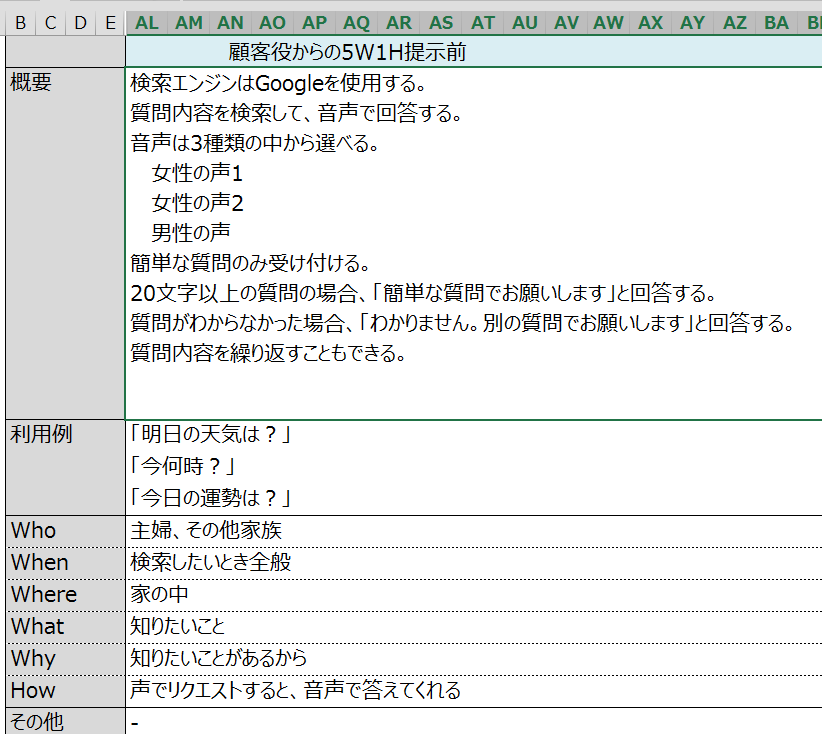 B C D E AL AM AN AO AP AQ AR AS AT AU AV AW AX AY AZ BA
顧客役からの5W1H提示前
概要
検索エンジンはGoogleを使用する。
質問内容を検索して、音声で回答する。
音声は3種類の中から選べる。
女性の声1
女性の声2
男性の声
簡単な質問のみ受け付ける。
20文字以上の質問の場合、「簡単な質問でお願いします」と回答する。
質問がわからなかった場合、「わかりません。別の質問でお願いします」と回答する。
質問内容を繰り返すこともできる。
利用例
「明日の天気は？」
「今何時？」
「今日の運勢は？」
Who 主婦、その他家族
When 検索したいとき全般
Where 家の中
What 知りたいこと
Why 知りたいことがあるから
How 声でリクエストすると、音声で答えてくれる
その他 -